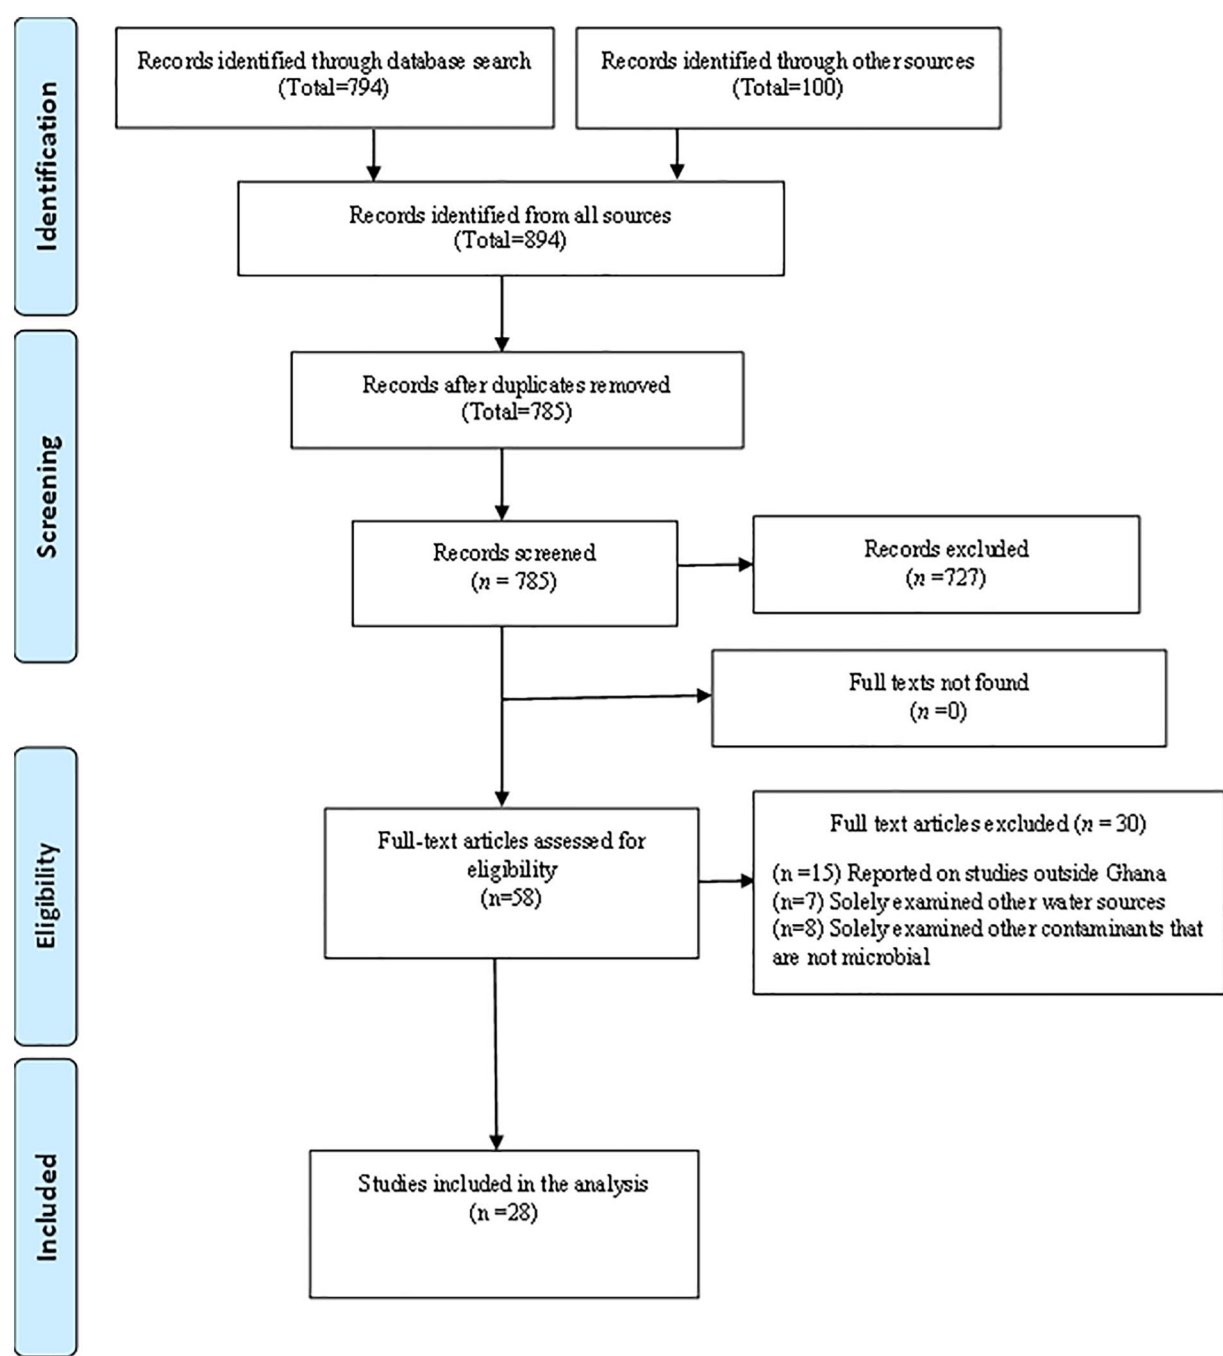 Identification
Records identified through database search
(Total=794)
Records identified through other sources
(Total=100)
Records identified from all sources
(Total=894)
Screening
Records after duplicates removed
(Total=785)
Records screened
(n = 785)
Records excluded
(n =727)
Full texts not found
(n =0)
Eligibility
Full-text articles assessed for
eligibility
(n=58)
Full text articles excluded (n = 30)
(n =15) Reported on studies outside Ghana
(n=7) Solely examined other water sources
(n=8) Solely examined other contaminants that
are not microbial
Included
Studies included in the analysis
(n =28)